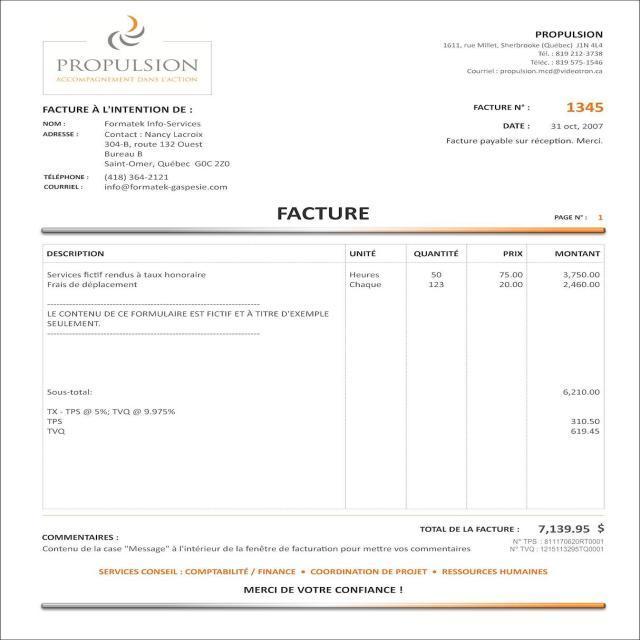 PROPULSION
ACCOMPAGNEMENT DANS L'ACTION
PROPULSION
1611, rue Millet, Sherbrooke (Québec) J1N 4L4
Tél. : 819 212-3738
Téléc. : 819 575-1546
Courriel : propulsion.mcd@videotron.ca
FACTURE À L'INTENTION DE :
NOM : Formatek Info-Services
ADRESSE : Contact : Nancy Lacroix
304-B, route 132 Ouest
Bureau B
Saint-Omer, Québec G0C 2Z0
TÉLÉPHONE : (418) 364-2121
COURRIEL : info@formatek-gaspesie.com
FACTURE N° : 1345
DATE : 31 oct, 2007
Facture payable sur réception. Merci.
FACTURE
PAGE N° : 1
DESCRIPTION UNITÉ QUANTITÉ PRIX MONTANT
Services fictif rendus à taux honoraire Heures 50 75.00 3,750.00
Frais de déplacement Chaque 123 20.00 2,460.00
------------------------------------------------------------
LE CONTENU DE CE FORMULAIRE EST FICTIF ET À TITRE D'EXEMPLE
SEULEMENT.
------------------------------------------------------------
Sous-total: 6,210.00
TX - TPS @ 5%; TVQ @ 9.975%
TPS 310.50
TVQ 619.45
TOTAL DE LA FACTURE : 7,139.95 $
N° TPS : 811170620RT0001
N° TVQ : 1215113295TQ0001
COMMENTAIRES :
Contenu de la case "Message" à l'intérieur de la fenêtre de facturation pour mettre vos commentaires
SERVICES CONSEIL : COMPTABILITÉ / FINANCE • COORDINATION DE PROJET • RESSOURCES HUMAINES
MERCI DE VOTRE CONFIANCE !